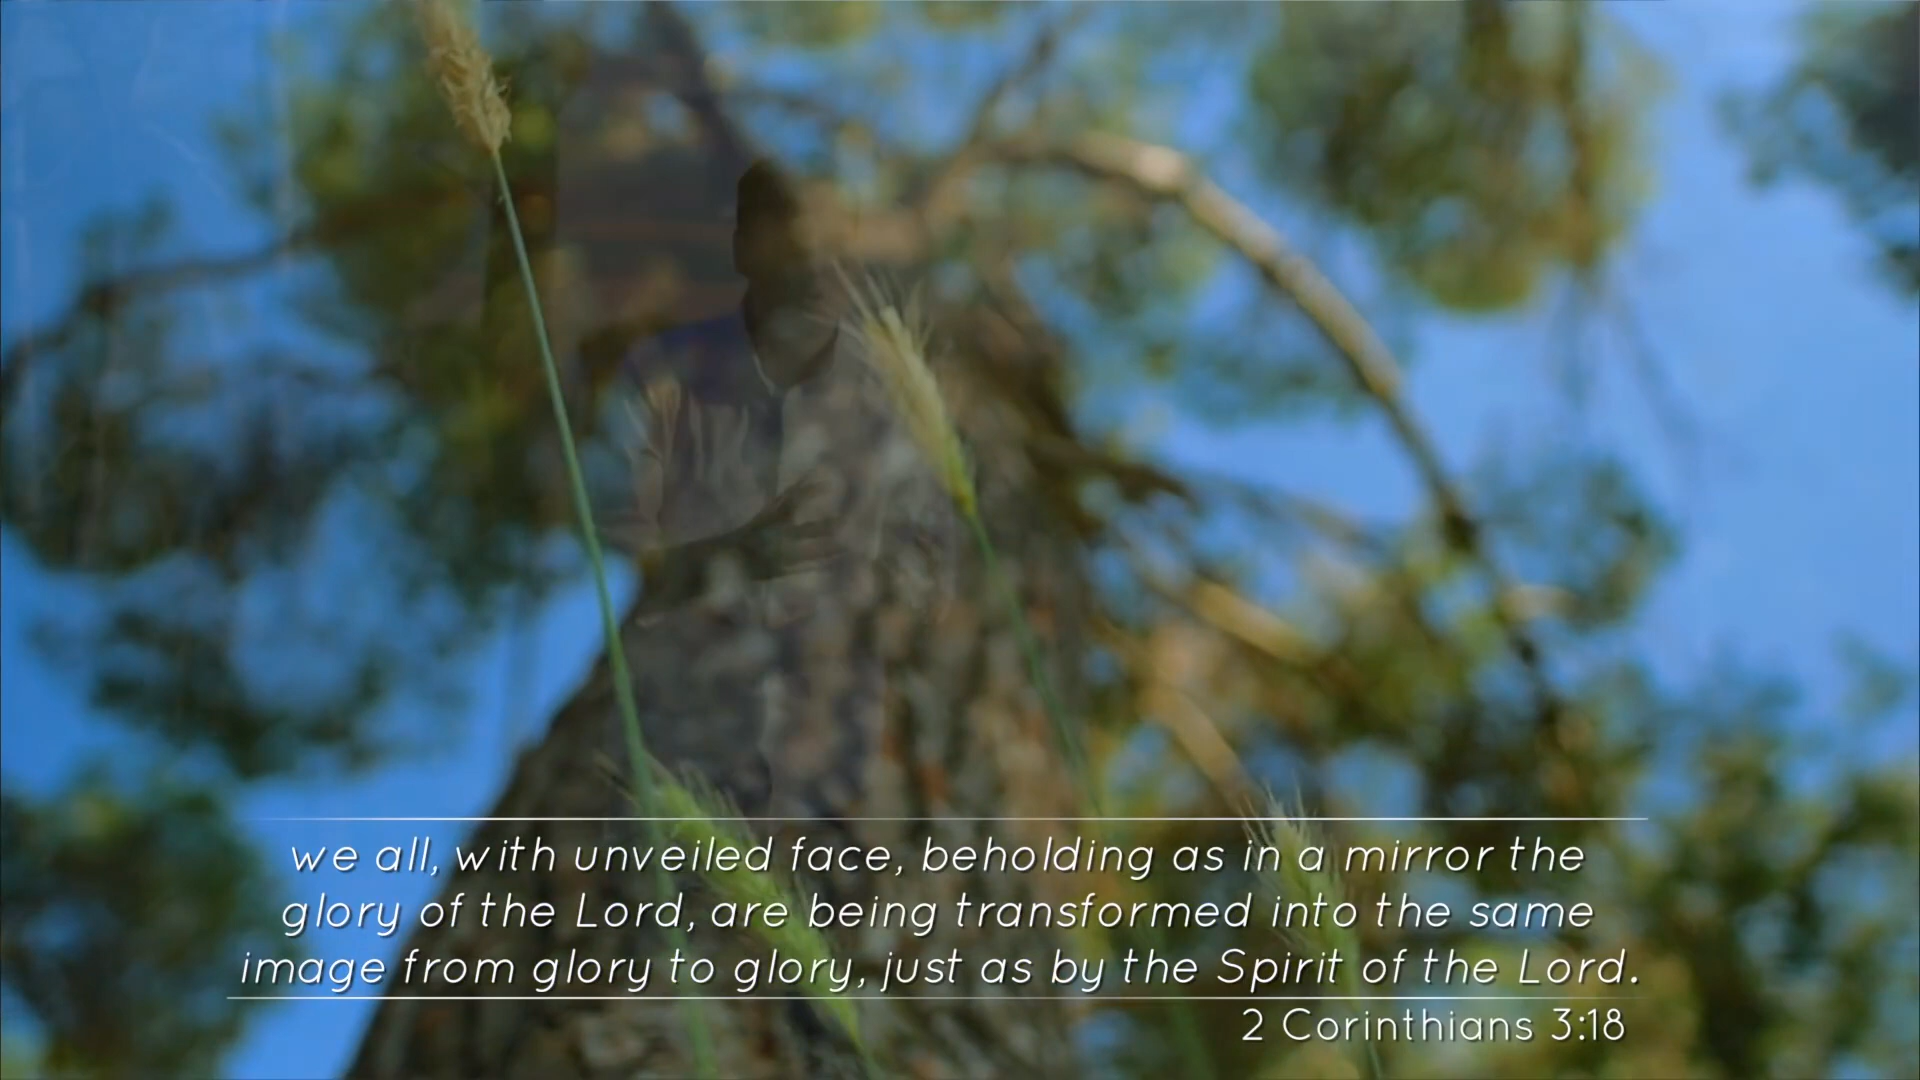 we all, with unveiled face, beholding as in a mirror the
glory of the Lord, are being transformed into the same
image from glory to glory, just as by the Spirit of the Lord.
2 Corinthians 3:18